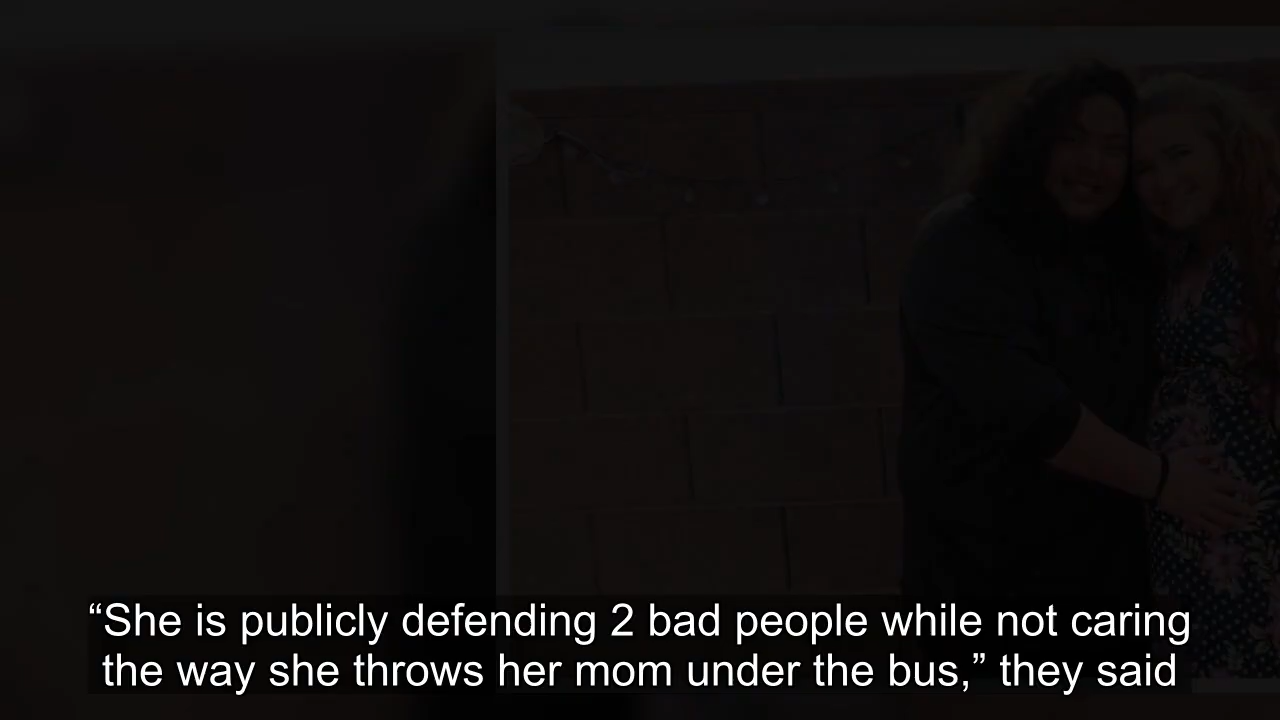 “She is publicly defending 2 bad people while not caring
the way she throws her mom under the bus,” they said